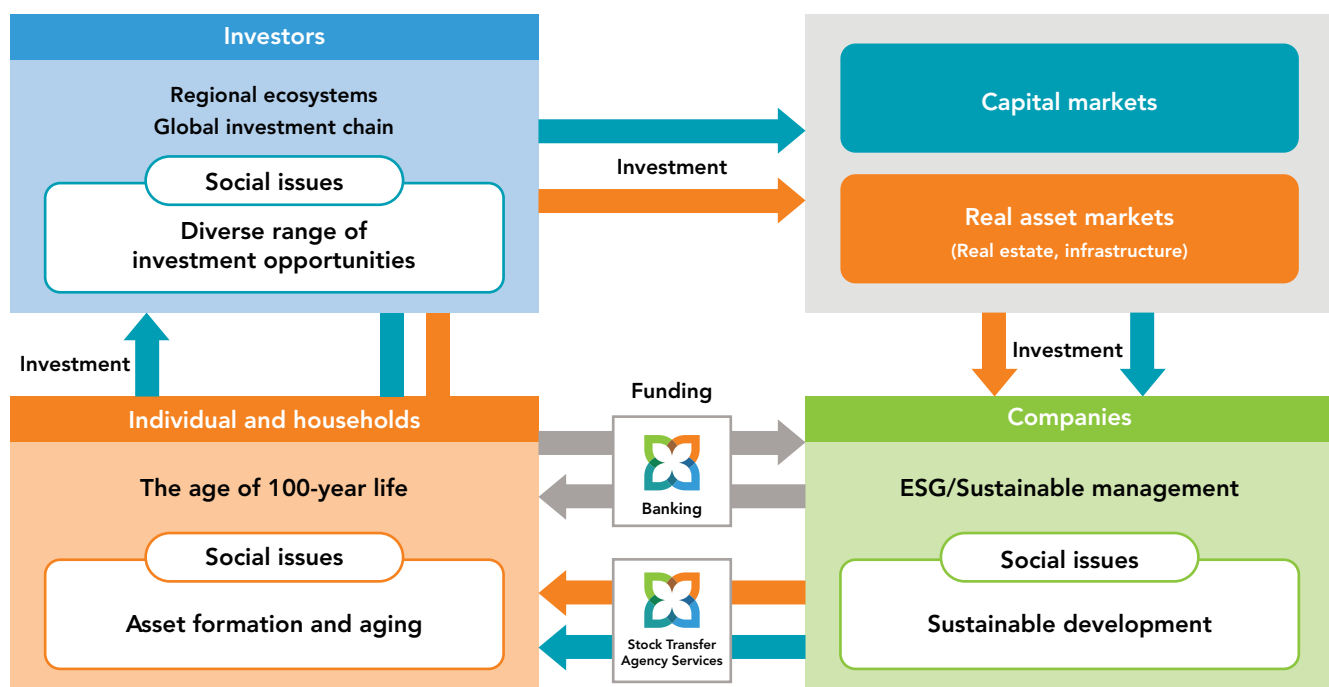 Investors
Regional ecosystems
Global investment chain
Social issues
Diverse range of
investment opportunities
Investment
Capital markets
Real asset markets
(Real estate, infrastructure)
Investment
Investment
Individual and households
The age of 100-year life
Social issues
Asset formation and aging
Funding
Banking
Stock Transfer
Agency Services
Companies
ESG/Sustainable management
Social issues
Sustainable development